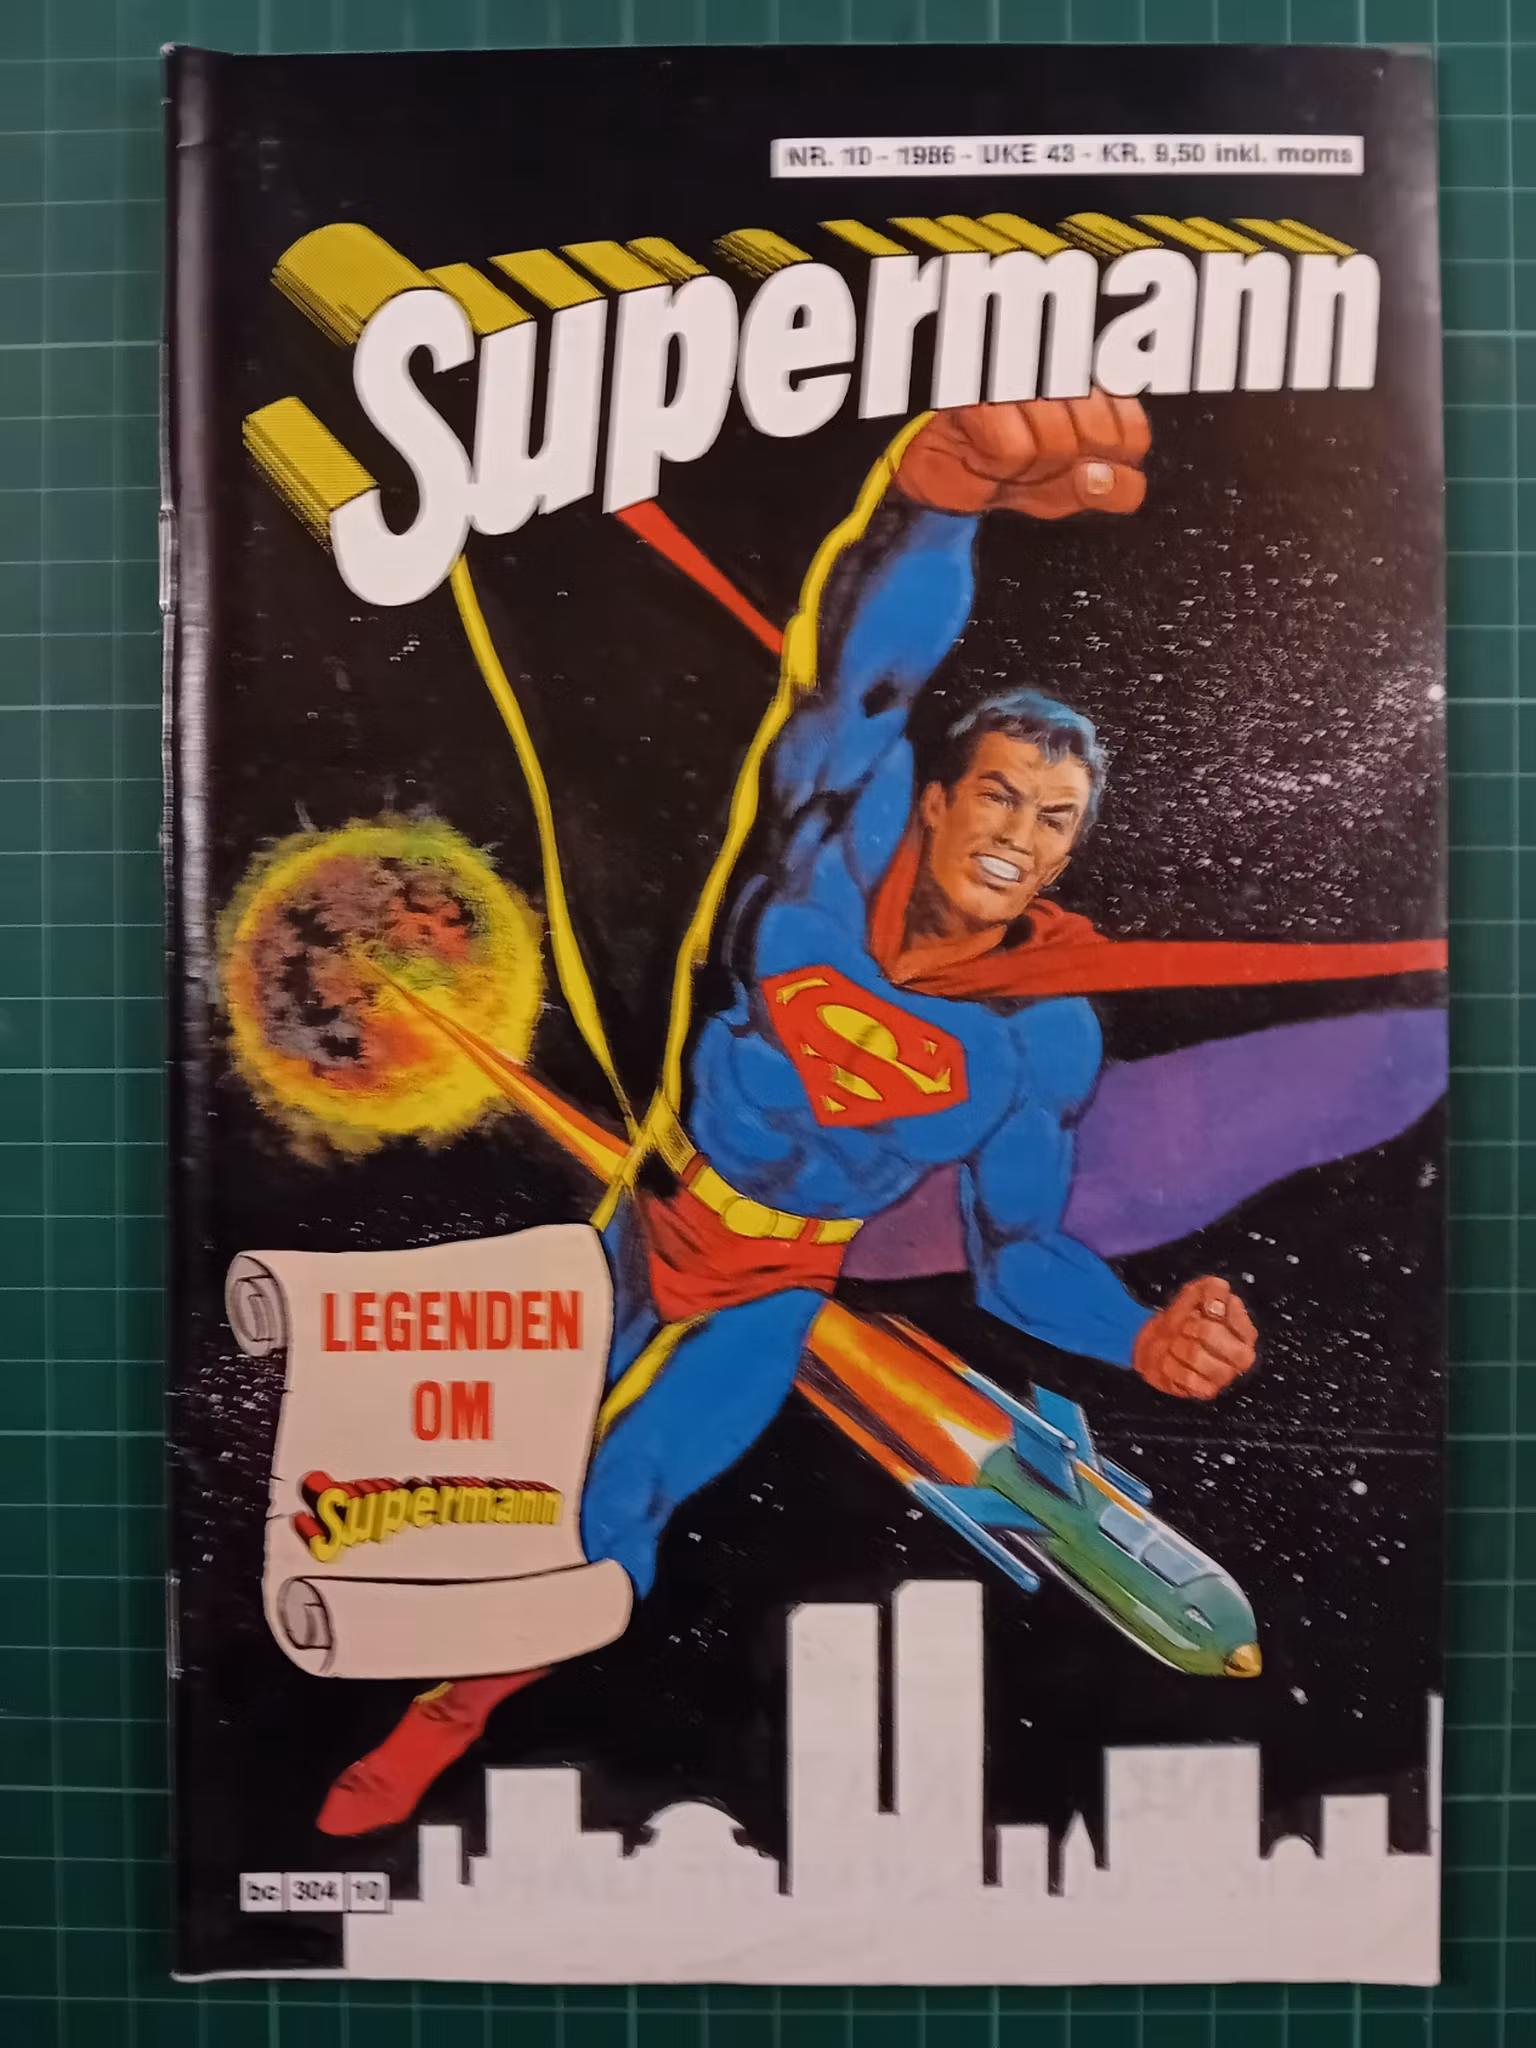 NR. 10 - 1986 - UKE 43 - KR. 9,50 inkl. moms
Supermann
S
LEGENDEN
OM
Supermann
bc 304 10